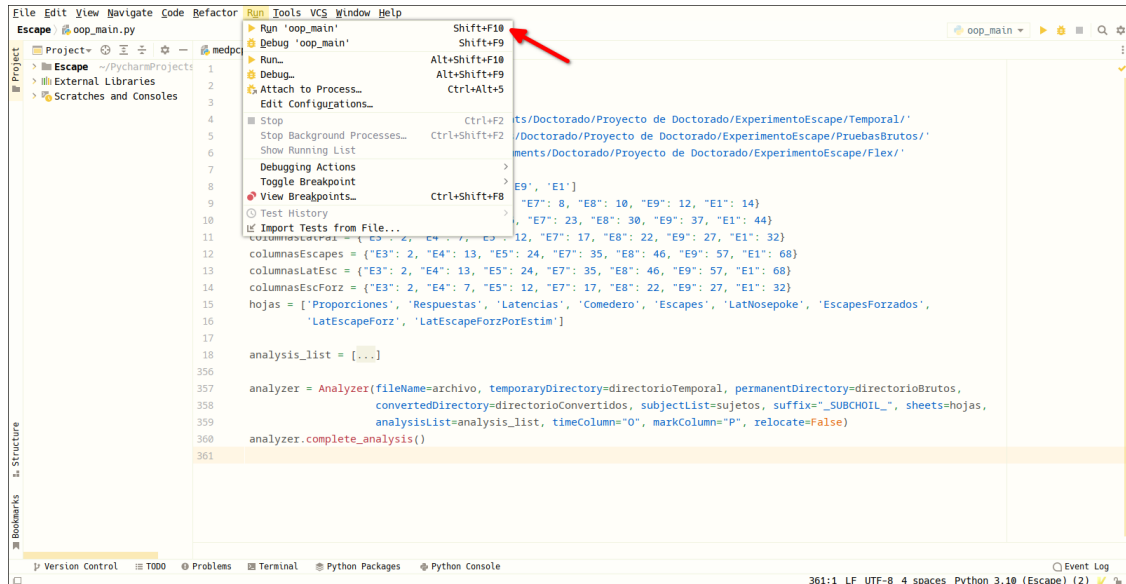 File Edit View Navigate Code Refactor Run Tools VCS Window Help
Escape oop_main.py
oop_main
Project
Project
Escape ~/PycharmProjects
External Libraries
Scratches and Consoles
Run 'oop_main' Shift+F10
Debug 'oop_main' Shift+F9
Run... Alt+Shift+F10
Debug... Alt+Shift+F9
Attach to Process... Ctrl+Alt+5
Edit Configurations...
Stop Ctrl+F2
Stop Background Processes... Ctrl+Shift+F2
Show Running List
Debugging Actions
Toggle Breakpoint
View Breakpoints... Ctrl+Shift+F8
Test History
Import Tests from File...
1
2
3
4 ts/Doctorado/Proyecto de Doctorado/ExperimentoEscape/Temporal/'
5 /Doctorado/Proyecto de Doctorado/ExperimentoEscape/PruebasBrutos/'
6 ments/Doctorado/Proyecto de Doctorado/ExperimentoEscape/Flex/'
7
8 E9', 'E1']
9 "E7": 8, "E8": 10, "E9": 12, "E1": 14}
10 , "E7": 23, "E8": 30, "E9": 37, "E1": 44}
11 columnasLatPal = {"E3": 2, "E4": 7, "E5": 12, "E7": 17, "E8": 22, "E9": 27, "E1": 32}
12 columnasEscapes = {"E3": 2, "E4": 13, "E5": 24, "E7": 35, "E8": 46, "E9": 57, "E1": 68}
13 columnasLatEsc = {"E3": 2, "E4": 13, "E5": 24, "E7": 35, "E8": 46, "E9": 57, "E1": 68}
14 columnasEscForz = {"E3": 2, "E4": 7, "E5": 12, "E7": 17, "E8": 22, "E9": 27, "E1": 32}
15 hojas = ['Proporciones', 'Respuestas', 'Latencias', 'Comedero', 'Escapes', 'LatNosepoke', 'EscapesForzados',
16 'LatEscapeForz', 'LatEscapeForzPorEstim']
17
18 analysis_list = [...]
356
357 analyzer = Analyzer(fileName=archivo, temporaryDirectory=directorioTemporal, permanentDirectory=directorioBrutos,
358 convertedDirectory=directorioConvertidos, subjectList=sujetos, suffix="_SUBCHOIL_", sheets=hojas,
359 analysisList=analysis_list, timeColumn="O", markColumn="P", relocate=False)
360 analyzer.complete_analysis()
361
Structure
Bookmarks
Version Control TODO Problems Terminal Python Packages Python Console Event Log
361:1 LF UTF-8 4 spaces Python 3.10 (Escape) (2)